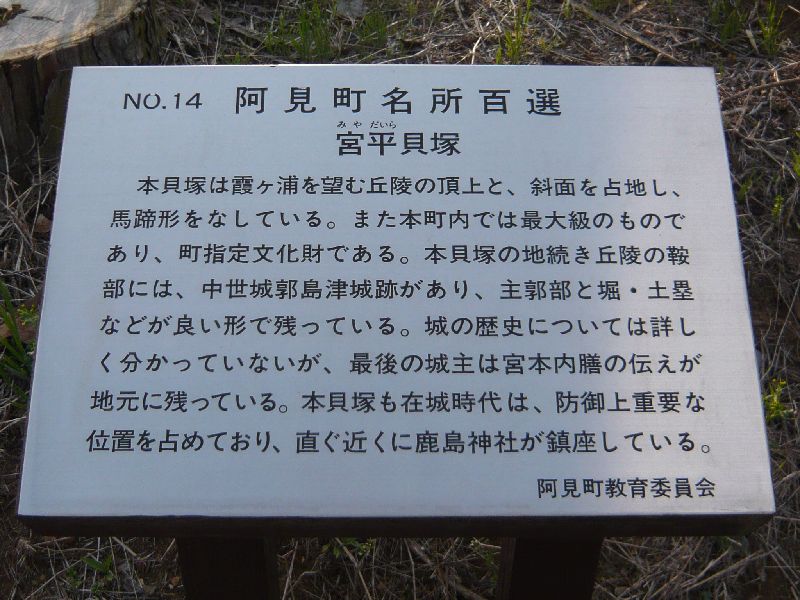 NO.14 阿見町名所百選
みや だいら
宮平貝塚
本貝塚は霞ヶ浦を望む丘陵の頂上と、斜面を占地し、
馬蹄形をなしている。また本町内では最大級のもので
あり、町指定文化財である。本貝塚の地続き丘陵の鞍
部には、中世城郭島津城跡があり、主郭部と堀・土塁
などが良い形で残っている。城の歴史については詳し
く分かっていないが、最後の城主は宮本内膳の伝えが
地元に残っている。本貝塚も在城時代は、防御上重要な
位置を占めており、直ぐ近くに鹿島神社が鎮座している。
阿見町教育委員会